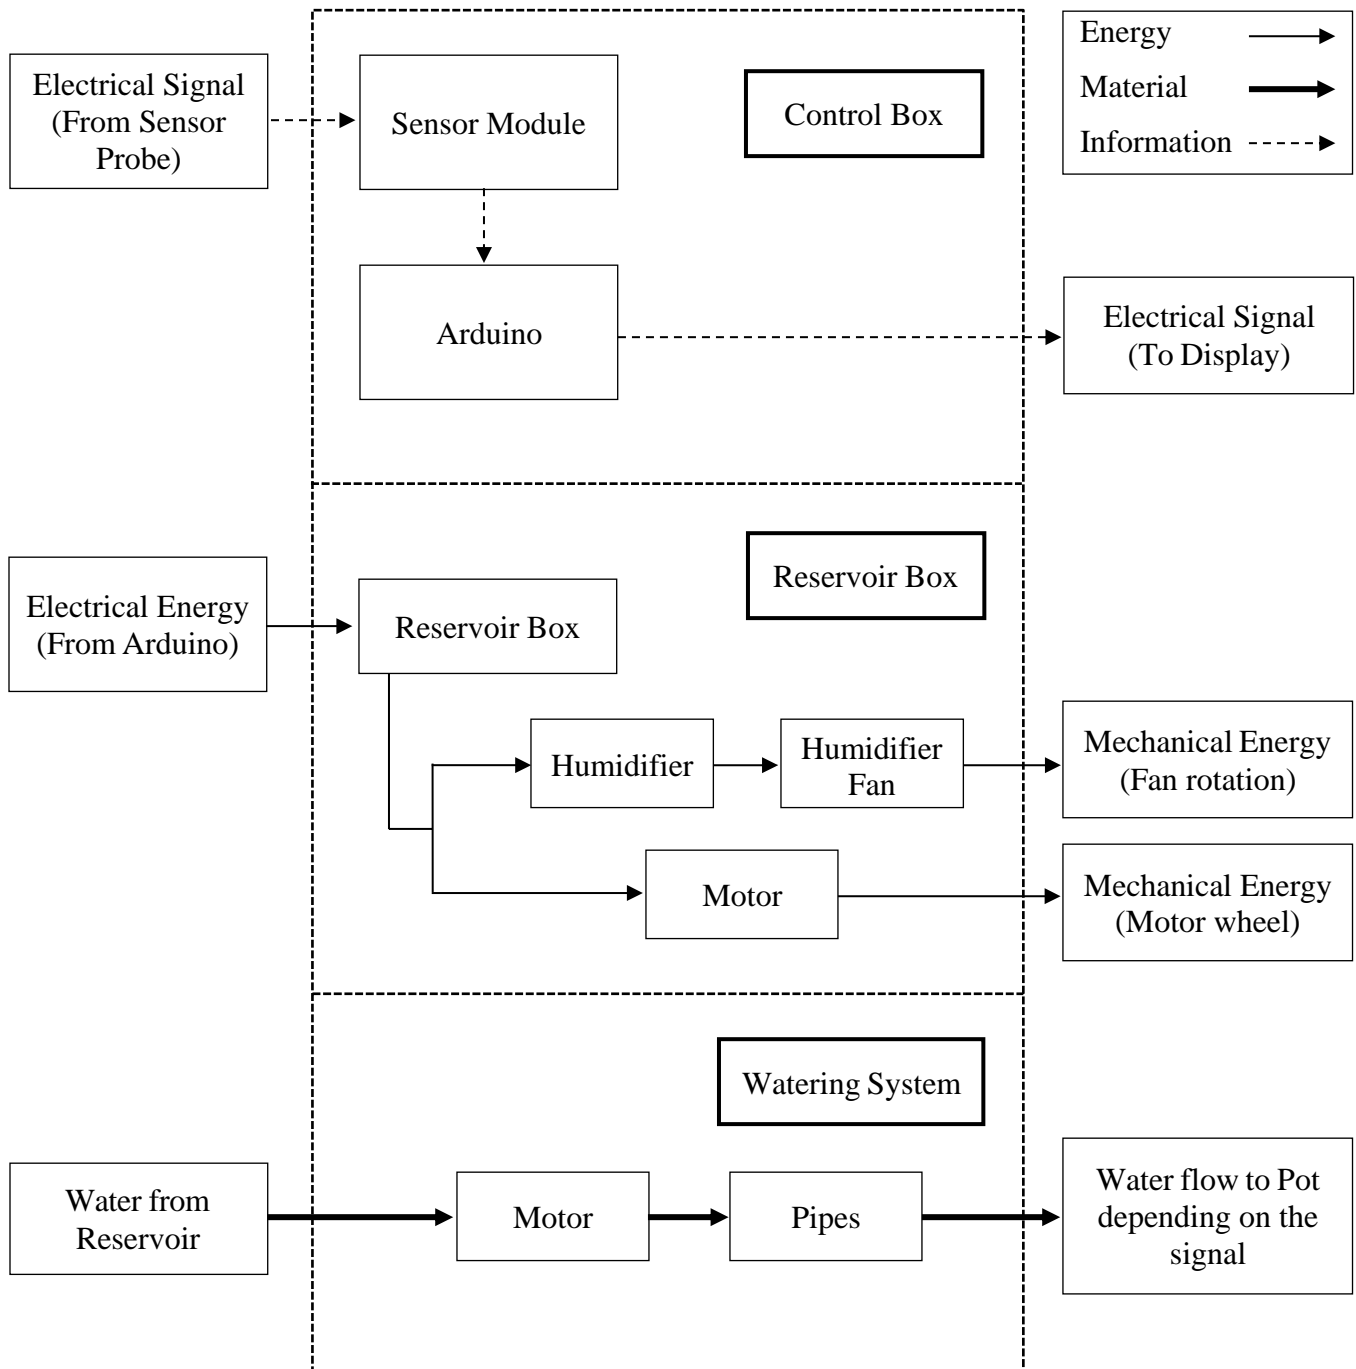 Energy
Material
Information
Electrical Signal
(From Sensor
Probe)
Sensor Module
Control Box
Arduino
Electrical Signal
(To Display)
Reservoir Box
Electrical Energy
(From Arduino)
Reservoir Box
Humidifier
Humidifier
Fan
Mechanical Energy
(Fan rotation)
Motor
Mechanical Energy
(Motor wheel)
Watering System
Water from
Reservoir
Motor
Pipes
Water flow to Pot
depending on the
signal